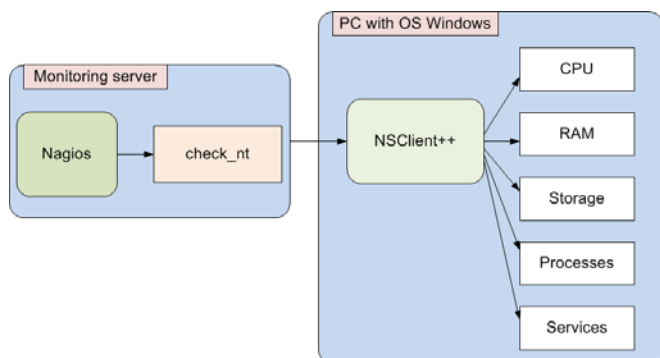 Monitoring server
Nagios
check_nt
PC with OS Windows
NSClient++
CPU
RAM
Storage
Processes
Services